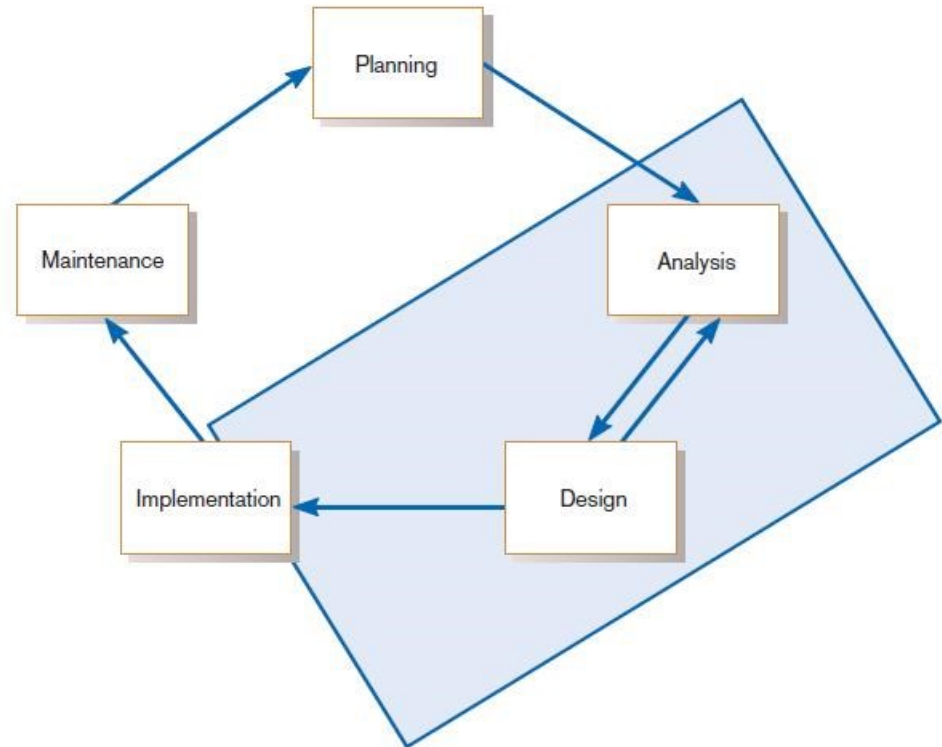 Planning
Maintenance
Analysis
Implementation
Design